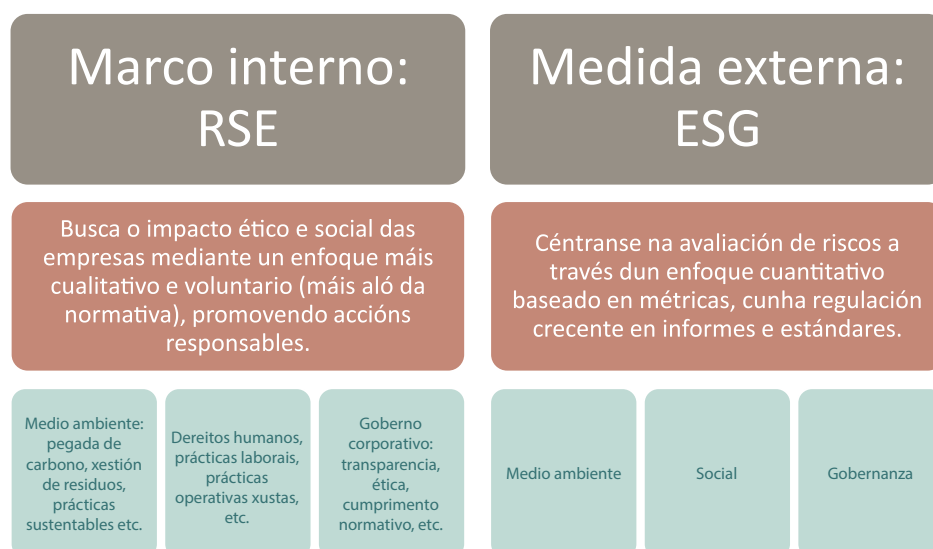 Marco interno:
RSE
Medida externa:
ESG
Busca o impacto ético e social das
empresas mediante un enfoque máis
cualitativo e voluntario (máis aló da
normativa), promovendo accións
responsables.
Céntranse na avaliación de riscos a
través dun enfoque cuantitativo
baseado en métricas, cunha regulación
crecente en informes e estándares.
Medio ambiente:
pegada de
carbono, xestión
de residuos,
prácticas
sustentables etc.
Dereitos humanos,
prácticas laborais,
prácticas
operativas xustas,
etc.
Goberno
corporativo:
transparencia,
ética,
cumprimento
normativo, etc.
Medio ambiente
Social
Gobernanza